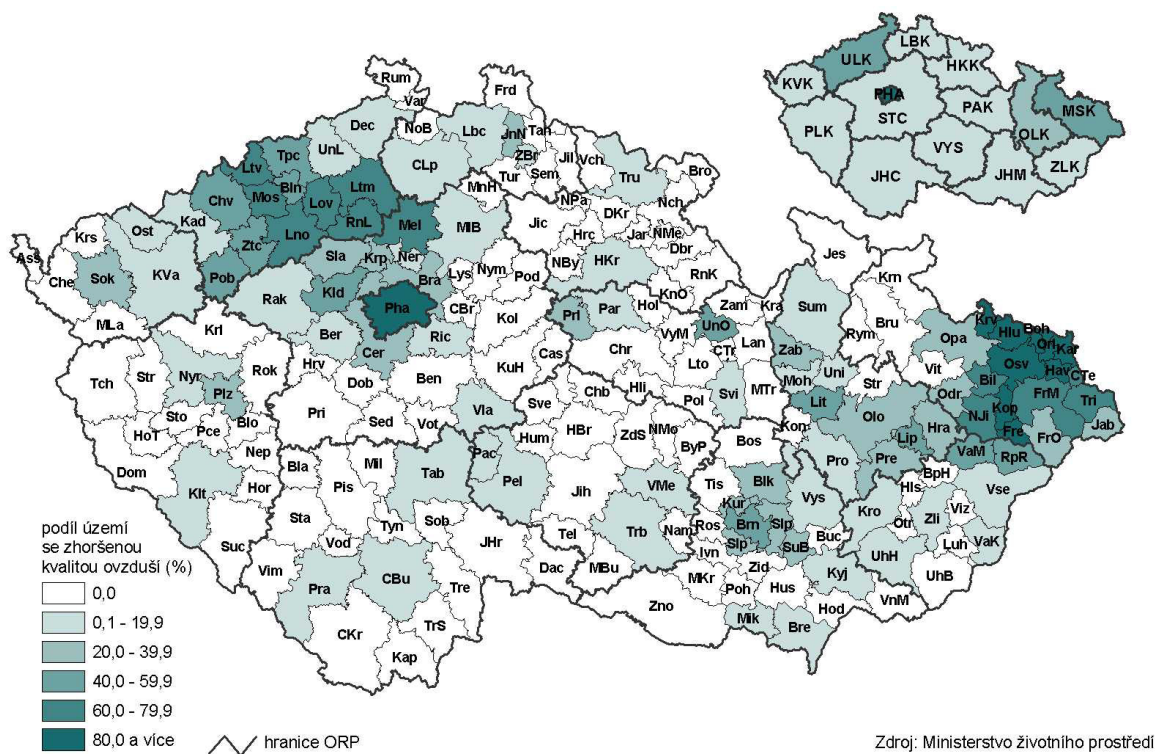 Rum
Var
Frd
Dec
NoB
Lbc
JnN
Tan
LBK
ULK
HKK
KVK
PHA
STC
PAK
MSK
OLK
PLK
VYS
ZLK
JHC
JHM
Tpc
UnL
Ltv
CLp
ZBr
Jil
Vch
Tur
Sem
Tru
Bro
Chv
Mos
Bln
Lov
Ltm
MnH
NPa
Nch
Ost
Kad
Lno
RnL
Mel
MlB
Jic
DKr
Hrc
Jar
NMe
Dbr
Krs
Ass
Che
Sok
KVa
Ztc
Pob
Sla
Krp
Ner
Lys
Nym
Pod
NBy
HKr
RnK
Jes
Rak
Kld
Pha
Bra
CBr
Kol
Prl
Par
Hol
KnO
Zam
Kra
Sum
Krn
MLa
Krl
Ber
Cer
Ric
VyM
UnO
CTr
Lan
Rym
Bru
Opa
Krv
Hlu
Boh
Orl
Kar
Tch
Str
Nyr
Rok
Hrv
Dob
Ben
KuH
Cas
Chr
Lto
Zab
Moh
Uni
Str
Vit
Bil
Osv
Hav
CTe
Plz
Sto
HoT
Pce
Blo
Pri
Sed
Vot
Vla
Sve
Chb
Hli
Pol
Svi
MTr
Lit
Kon
Olo
Odr
NJi
Kop
FrM
Tri
Jab
Nep
Dom
Hum
HBr
ZdS
NMo
ByP
Bos
Lip
Hra
Fre
FrO
Klt
Hor
Bla
Mil
Tab
Pac
Pel
Tis
Blk
Pro
Pre
VaM
RpR
BpH
Hls
Pis
Jih
VMe
Kur
Vys
Kro
Otr
Zli
Viz
Vse
Sta
Tyn
Sob
Trb
Nam
Ros
Brn
Slp
Slp
SuB
Buc
Suc
Vod
JHr
Tel
Ivn
UhH
Luh
VaK
Vim
Pra
CBu
Dac
MBu
MKr
Zid
Poh
Hus
Kyj
UhB
Tre
Zno
Hod
VnM
CKr
TrS
Mik
Bre
Kap
podíl území
se zhoršenou
kvalitou ovzduší (%)
0,0
0,1 - 19,9
20,0 - 39,9
40,0 - 59,9
60,0 - 79,9
80,0 a více
hranice ORP
Zdroj: Ministerstvo životního prostředí